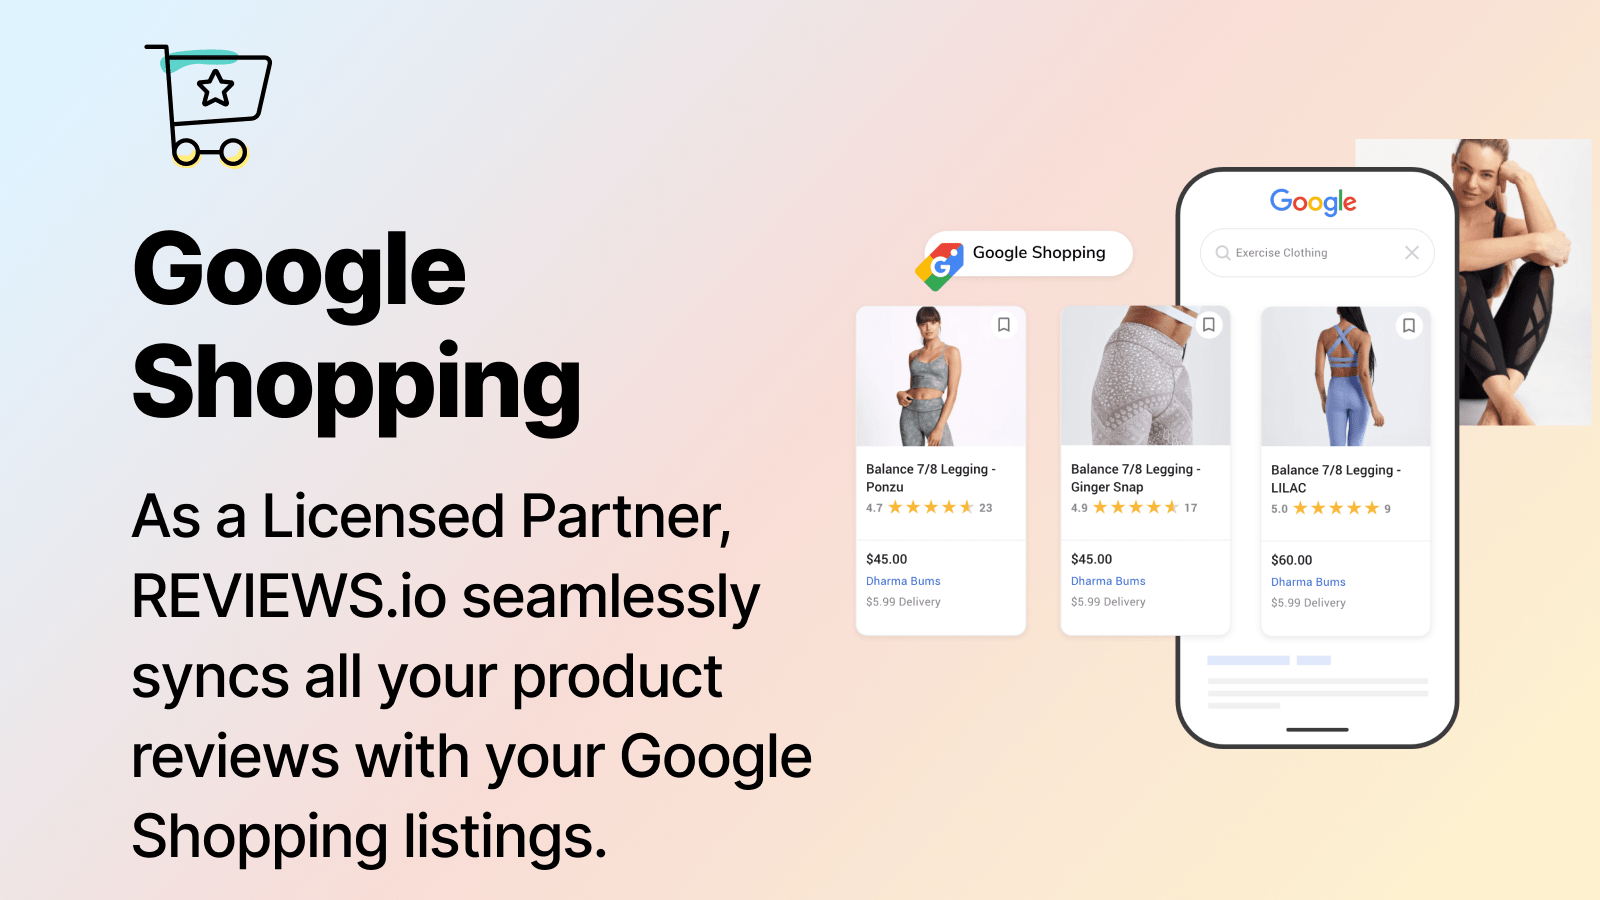 Google
Shopping
As a Licensed Partner,
REVIEWS.io seamlessly
syncs all your product
reviews with your Google
Shopping listings.
Google Shopping
G
Google
Exercise Clothing
Balance 7/8 Legging -
Ponzu
4.7 23
$45.00
Dharma Bums
$5.99 Delivery
Balance 7/8 Legging -
Ginger Snap
4.9 17
$45.00
Dharma Bums
$5.99 Delivery
Balance 7/8 Legging -
LILAC
5.0 9
$60.00
Dharma Bums
$5.99 Delivery